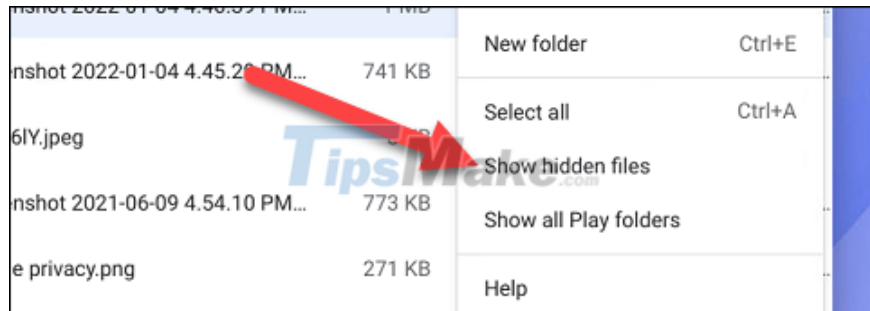 New folder Ctrl+E
enshot 2022-01-04 4.45.2 PM... 741 KB
Select all Ctrl+A
6lY.jpeg
TipsMake.com
Show hidden files
nshot 2021-06-09 4.54.10 PM... 773 KB
Show all Play folders
e privacy.png 271 KB
Help